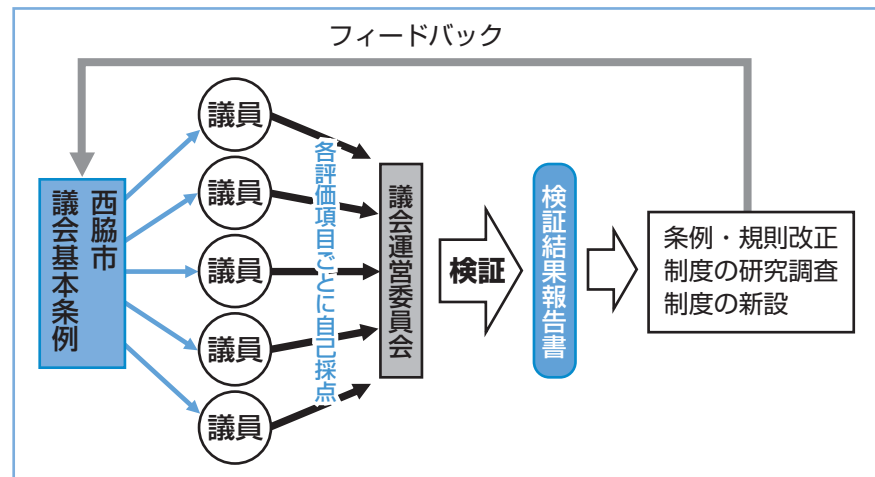 フィードバック
西脇市
議会基本条例
議員
議員
議員
議員
議員
各評価項目ごとに自己採点
議会運営委員会
検証
検証結果報告書
条例・規則改正
制度の研究調査
制度の新設